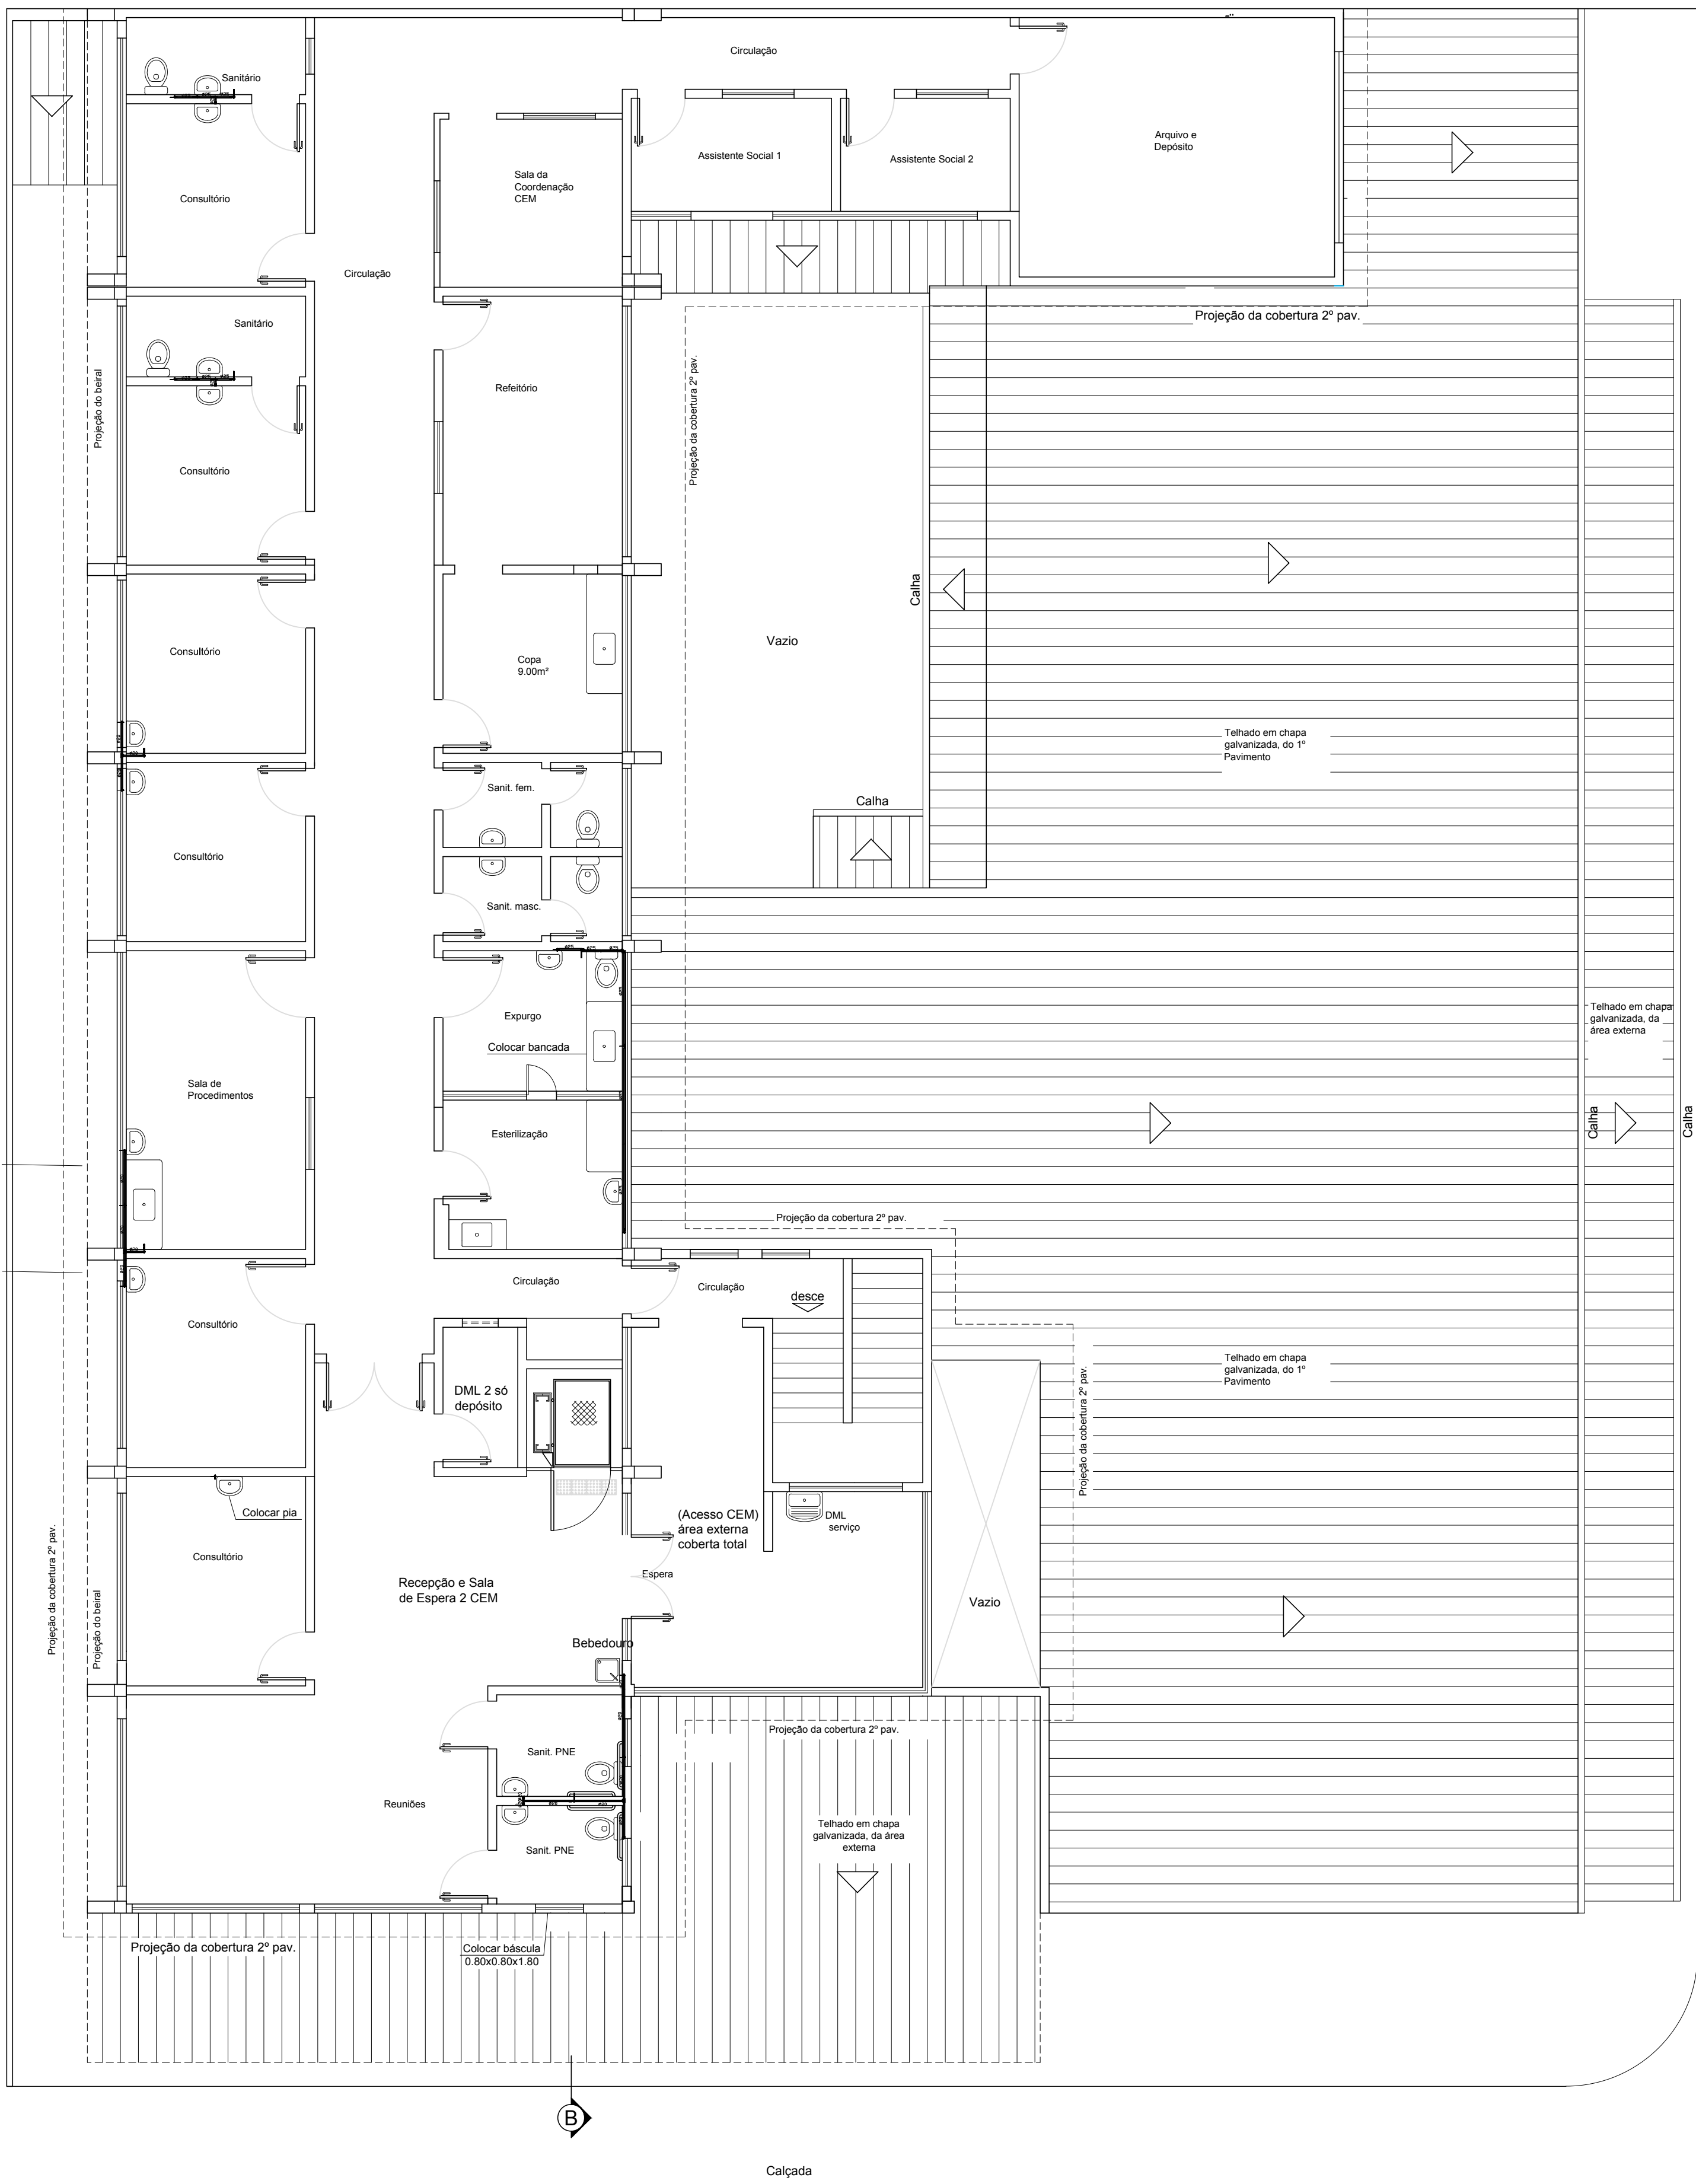 Circulação
Sanitário
Arquivo e
Depósito
Assistente Social 1
Assistente Social 2
Sala da
Coordenação
CEM
Consultório
Circulação
Projeção da cobertura 2º pav.
Sanitário
Refeitório
Projeção do beiral
Projeção da cobertura 2º pav.
Consultório
Calha
Vazio
Consultório
Copa
9.00m²
Telhado em chapa
galvanizada, do 1º
Pavimento
Sanit. fem.
Calha
Consultório
Sanit. masc.
Expurgo
Colocar bancada
Telhado em chapa
galvanizada, da
área externa
Sala de
Procedimentos
Esterilização
Calha
Calha
Projeção da cobertura 2º pav.
Circulação
Circulação
desce
Consultório
Telhado em chapa
galvanizada, do 1º
Pavimento
DML 2 só
depósito
Projeção da cobertura 2º pav.
Colocar pia
(Acesso CEM)
área externa
coberta total
DML
serviço
Consultório
Espera
Recepção e Sala
de Espera 2 CEM
Vazio
Projeção da cobertura 2º pav.
Projeção do beiral
Bebedouro
Projeção da cobertura 2º pav.
Sanit. PNE
Reuniões
Telhado em chapa
galvanizada, da área
externa
Sanit. PNE
Projeção da cobertura 2º pav.
Colocar báscula
0.80x0.80x1.80
B
Calçada